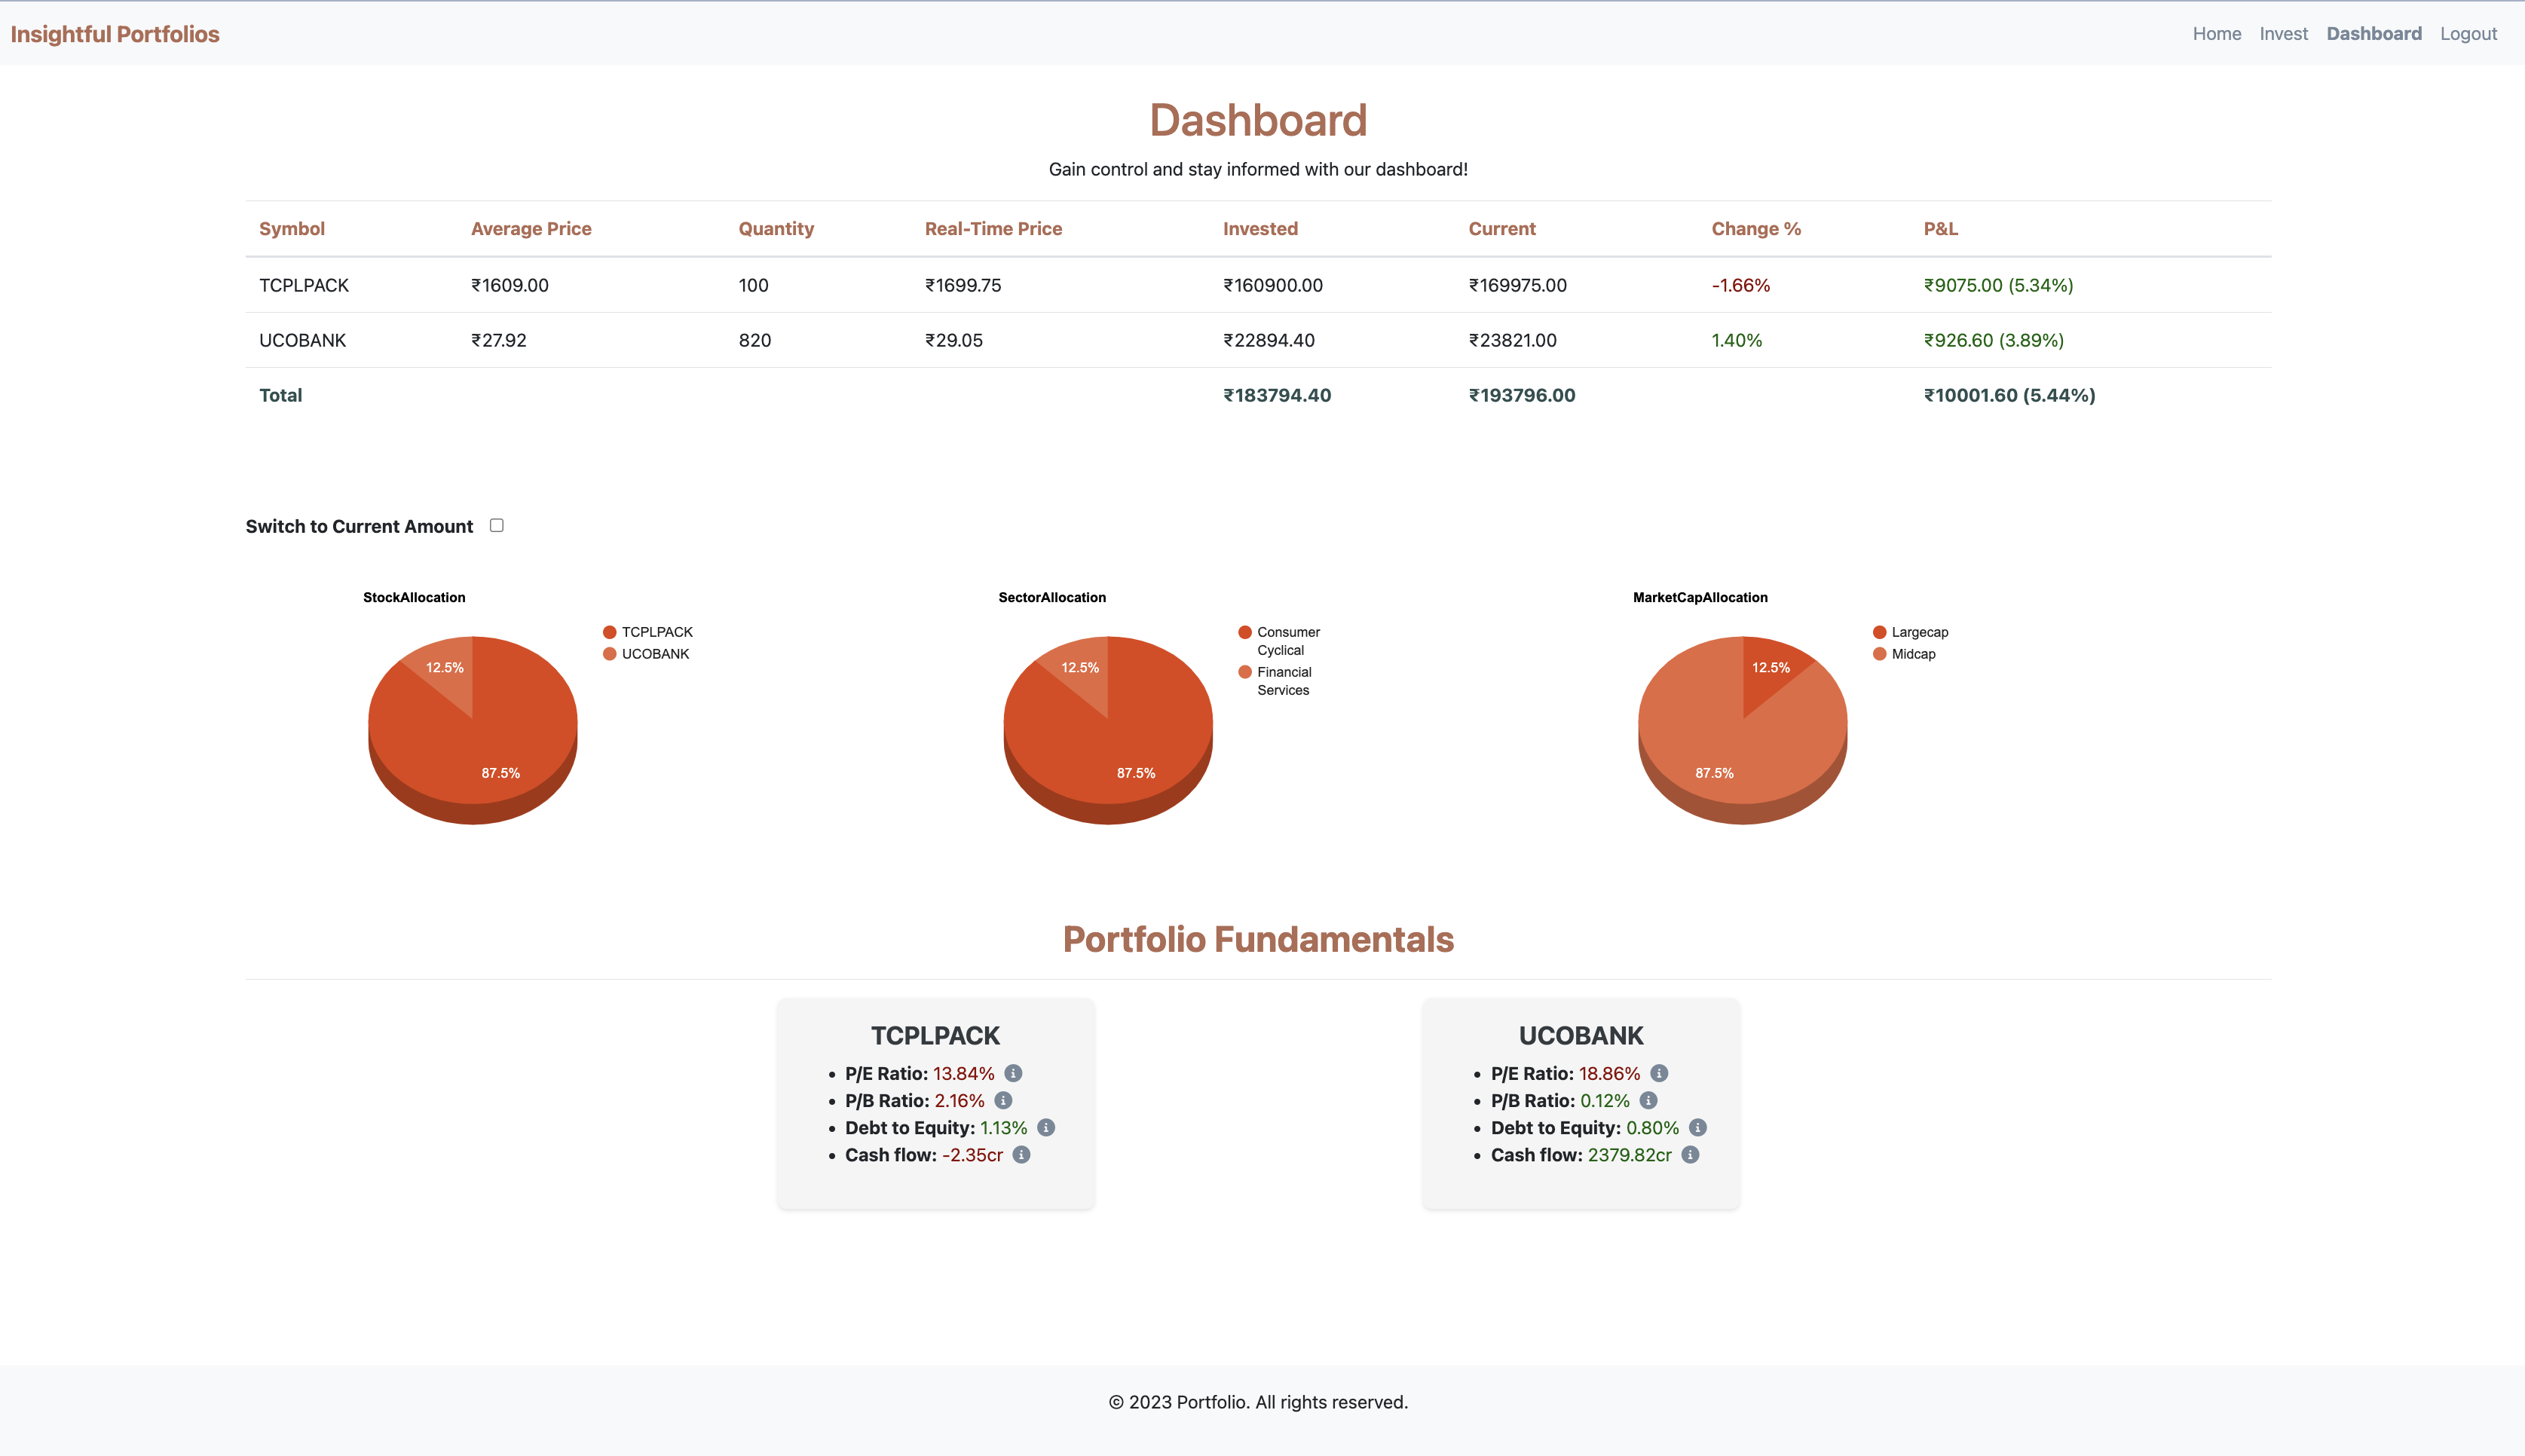 Insightful Portfolios
Home Invest Dashboard Logout
Dashboard
Gain control and stay informed with our dashboard!
Symbol Average Price Quantity Real-Time Price Invested Current Change % P&L
TCPLPACK ₹1609.00 100 ₹1699.75 ₹160900.00 ₹169975.00 -1.66% ₹9075.00 (5.34%)
UCOBANK ₹27.92 820 ₹29.05 ₹22894.40 ₹23821.00 1.40% ₹926.60 (3.89%)
Total ₹183794.40 ₹193796.00 ₹10001.60 (5.44%)
Switch to Current Amount
StockAllocation
TCPLPACK
UCOBANK
12.5%
87.5%
SectorAllocation
Consumer
Cyclical
Financial
Services
12.5%
87.5%
MarketCapAllocation
Largecap
Midcap
12.5%
87.5%
Portfolio Fundamentals
TCPLPACK
P/E Ratio: 13.84%
P/B Ratio: 2.16%
Debt to Equity: 1.13%
Cash flow: -2.35cr
UCOBANK
P/E Ratio: 18.86%
P/B Ratio: 0.12%
Debt to Equity: 0.80%
Cash flow: 2379.82cr
© 2023 Portfolio. All rights reserved.